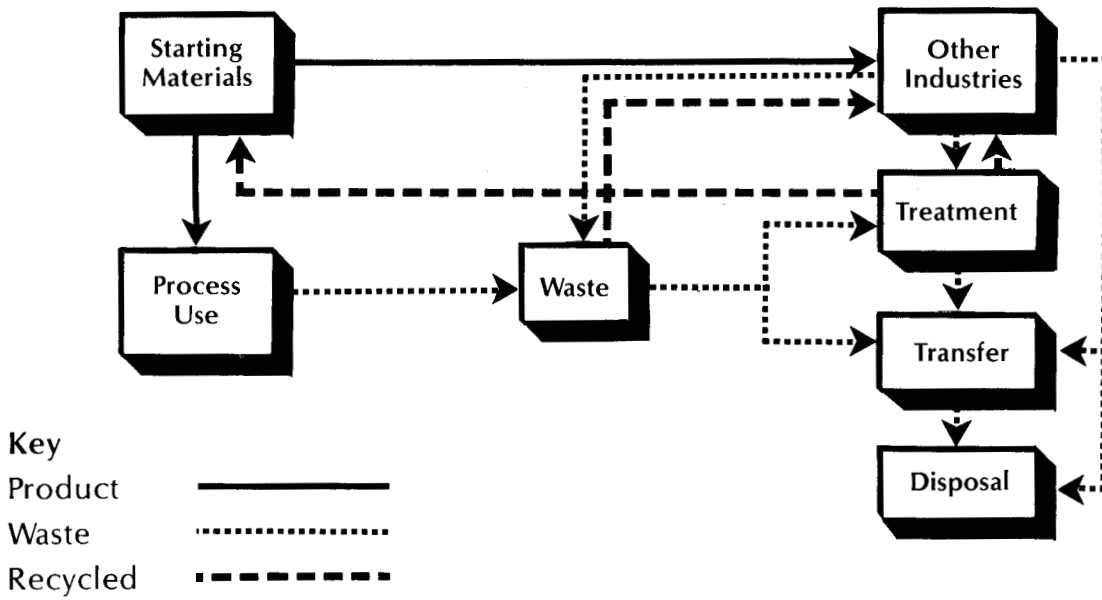 Starting
Materials
Other
Industries
Treatment
Process
Use
Waste
Transfer
Disposal
Key
Product
Waste
Recycled